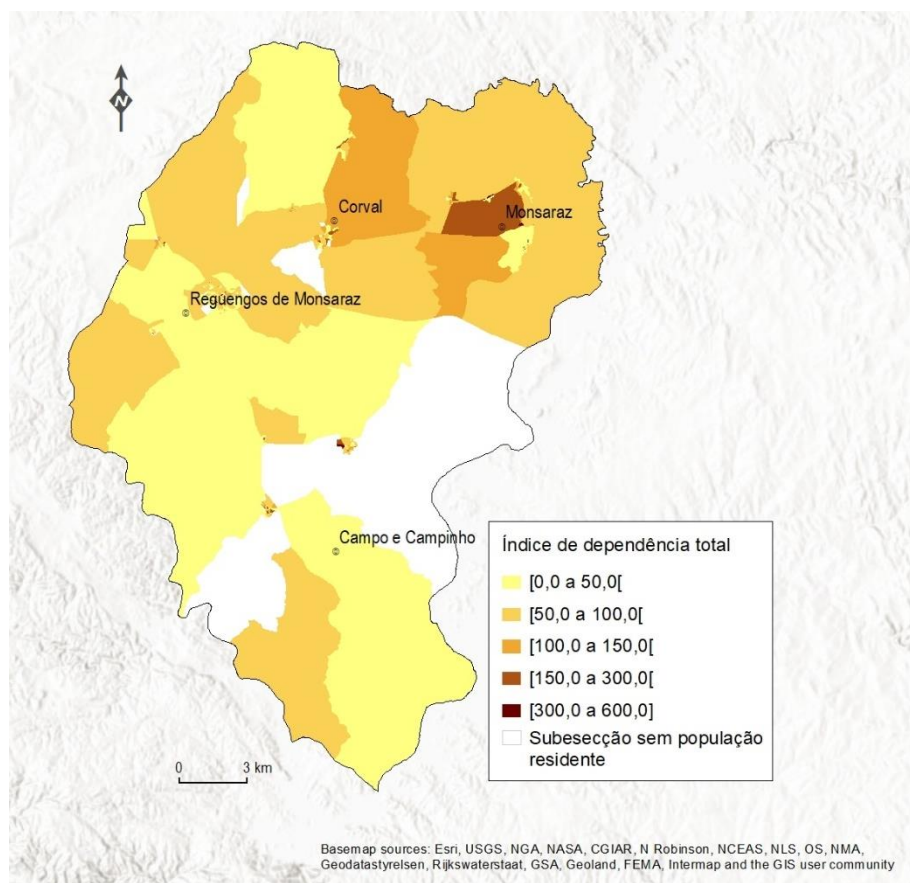 N
Corval
Monsaraz
Reguengos de Monsaraz
Campo e Campinho
Índice de dependência total
[0,0 a 50,0[
[50,0 a 100,0[
[100,0 a 150,0[
[150,0 a 300,0[
[300,0 a 600,0]
Subesecção sem população
residente
0 3 km
Basemap sources: Esri, USGS, NGA, NASA, CGIAR, N Robinson, NCEAS, NLS, OS, NMA,
Geodatastyrelsen, Rijkswaterstaat, GSA, Geoland, FEMA, Intermap and the GIS user community